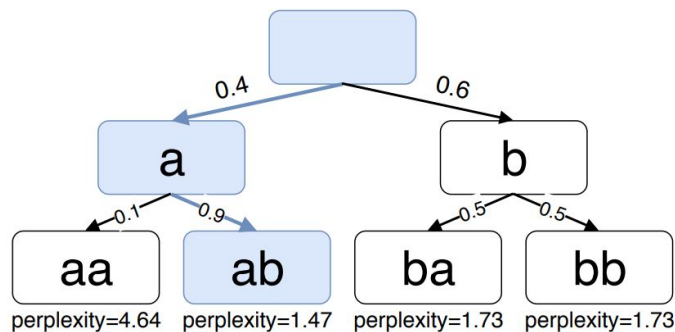 0.4 0.6
a b
0.1 0.9 0.5 0.5
aa ab ba bb
perplexity=4.64 perplexity=1.47 perplexity=1.73 perplexity=1.73